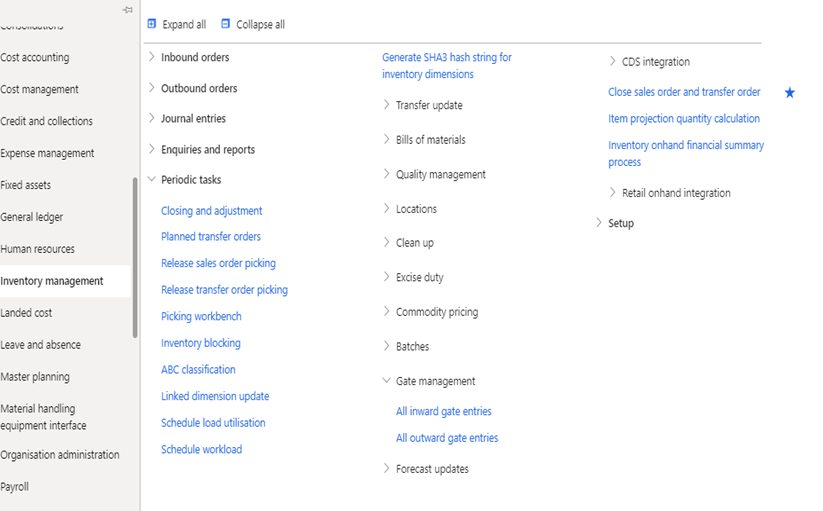 Expand all
Collapse all
Consolidations
Cost accounting
Cost management
Credit and collections
Expense management
Fixed assets
General ledger
Human resources
Inventory management
Landed cost
Leave and absence
Master planning
Material handling
equipment interface
Organisation administration
Payroll
Inbound orders
Outbound orders
Journal entries
Enquiries and reports
Periodic tasks
Closing and adjustment
Planned transfer orders
Release sales order picking
Release transfer order picking
Picking workbench
Inventory blocking
ABC classification
Linked dimension update
Schedule load utilisation
Schedule workload
Generate SHA3 hash string for
inventory dimensions
Transfer update
Bills of materials
Quality management
Locations
Clean up
Excise duty
Commodity pricing
Batches
Gate management
All inward gate entries
All outward gate entries
Forecast updates
CDS integration
Close sales order and transfer order
Item projection quantity calculation
Inventory onhand financial summary
process
Retail onhand integration
Setup